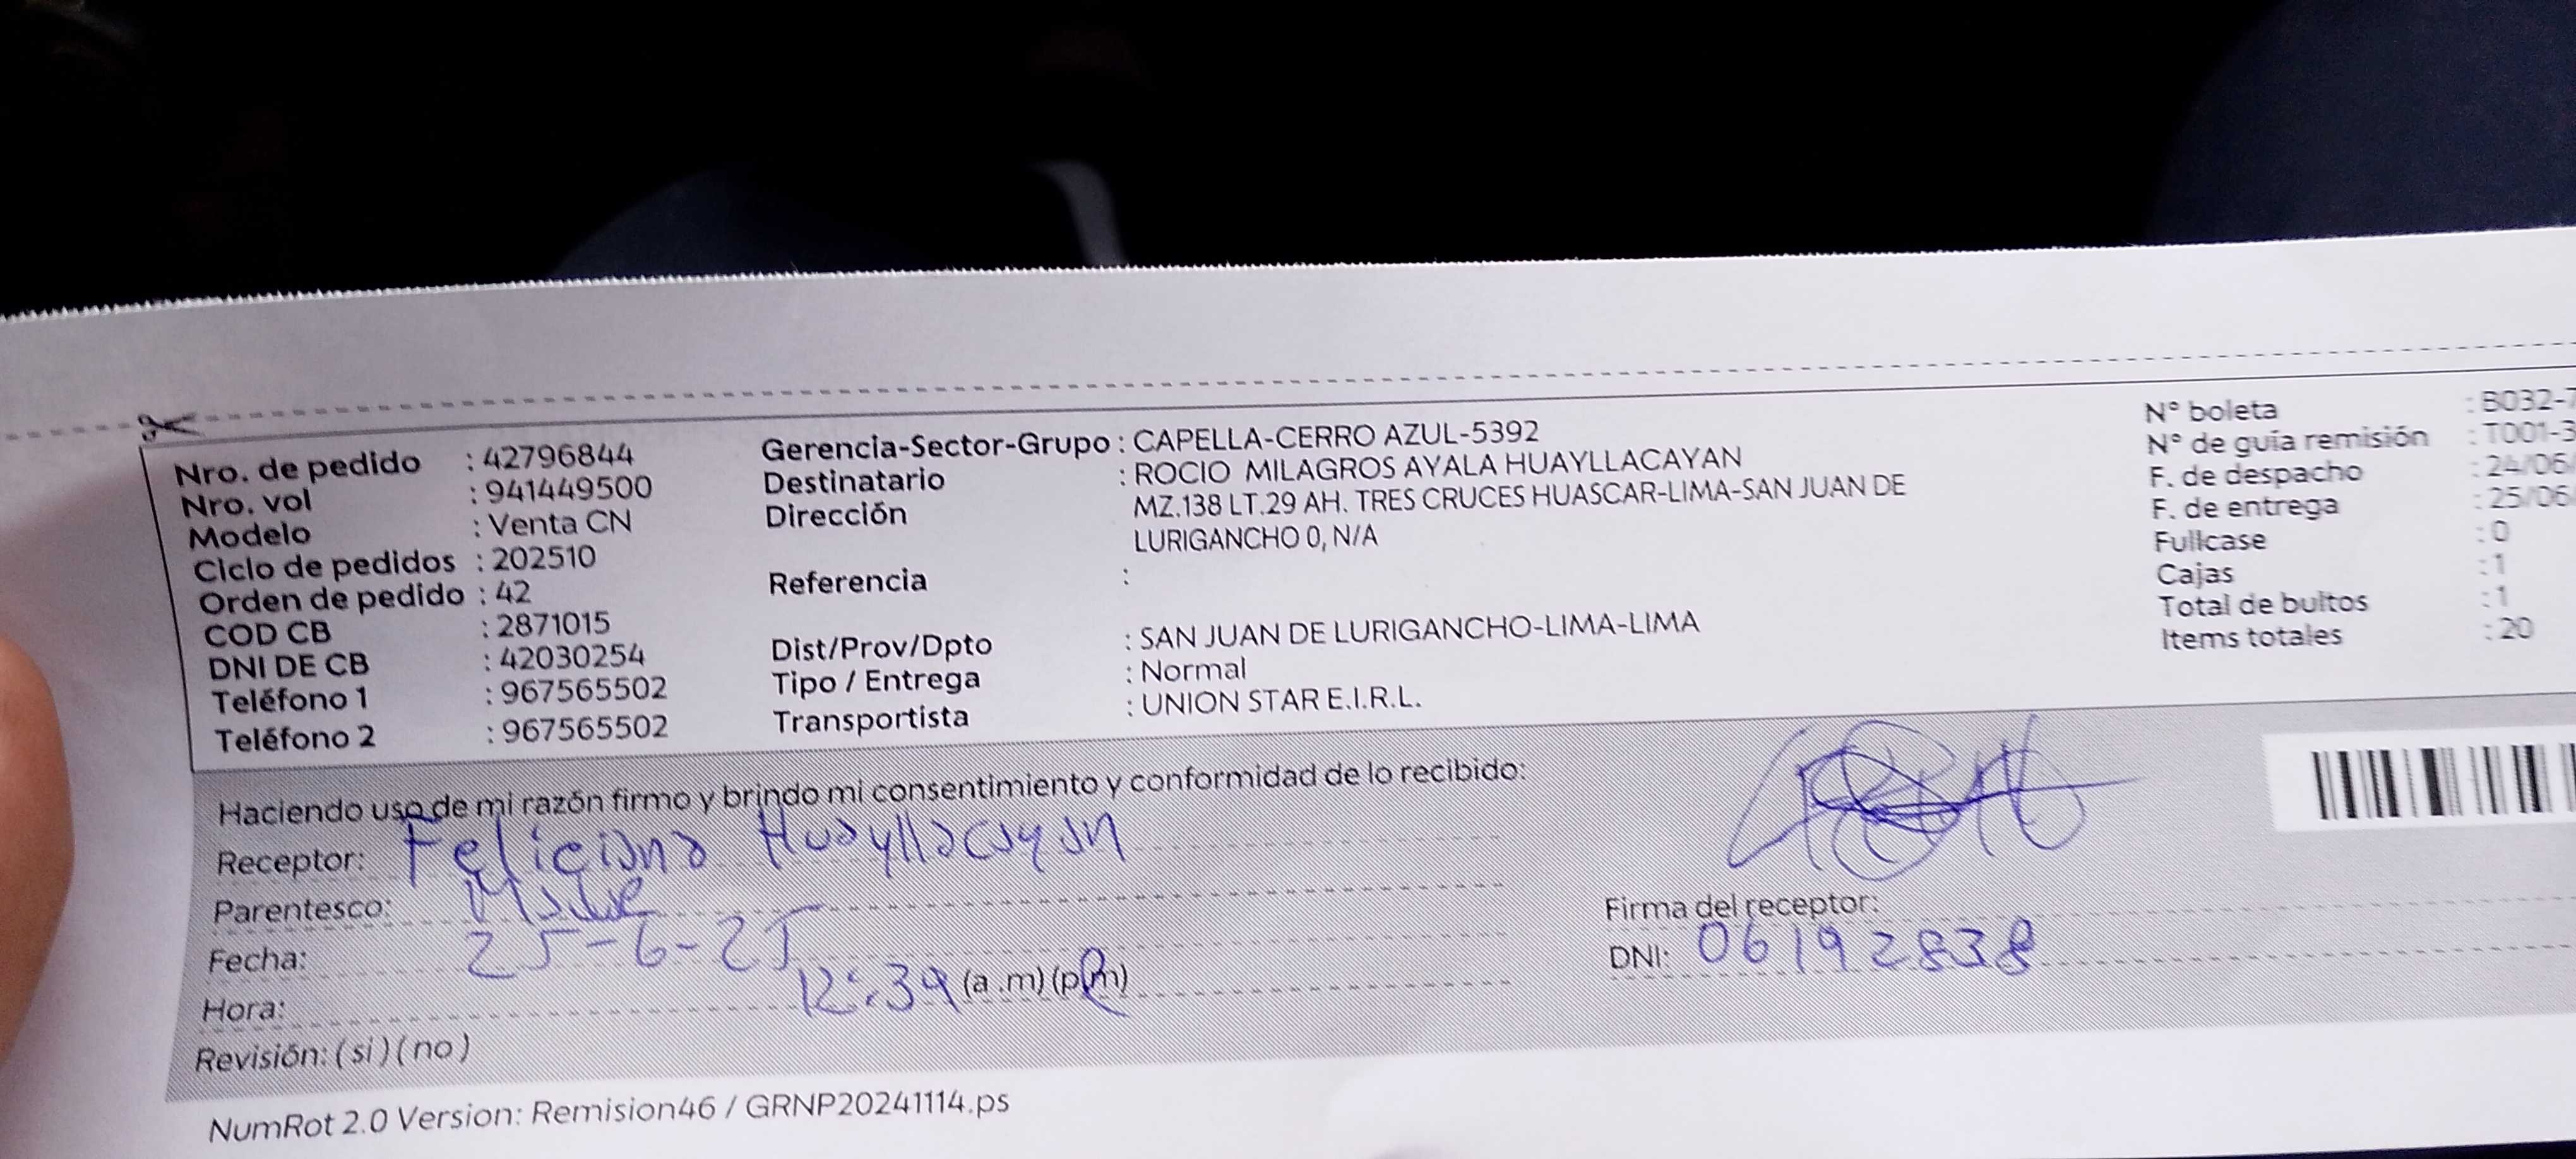 Nro. de pedido : 42796844
Nro. vol : 941449500
Modelo : Venta CN
Ciclo de pedidos : 202510
Orden de pedido : 42
COD CB : 2871015
DNI DE CB : 42030254
Teléfono 1 : 967565502
Teléfono 2 : 967565502
Gerencia-Sector-Grupo : CAPELLA-CERRO AZUL-5392
Destinatario : ROCIO MILAGROS AYALA HUAYLLACAYAN
Dirección MZ.138 LT.29 AH. TRES CRUCES HUASCAR-LIMA-SAN JUAN DE
LURIGANCHO 0, N/A
Referencia :
Dist/Prov/Dpto : SAN JUAN DE LURIGANCHO-LIMA-LIMA
Tipo / Entrega : Normal
Transportista : UNION STAR E.I.R.L.
N° boleta : B032-7
N° de guía remisión : T001-3
F. de despacho : 24/06/
F. de entrega : 25/06
Fullcase : 0
Cajas : 1
Total de bultos : 1
Items totales : 20
Haciendo uso de mi razón firmo y brindo mi consentimiento y conformidad de lo recibido:
Receptor: Feliciana Huayllacayan
Parentesco: Madre
Fecha: 25-6-25
Hora: 12:39 (a.m) (p.m)
Revisión: (si) (no)
Firma del receptor:
DNI: 06192838
NumRot 2.0 Version: Remision46 / GRNP20241114.ps